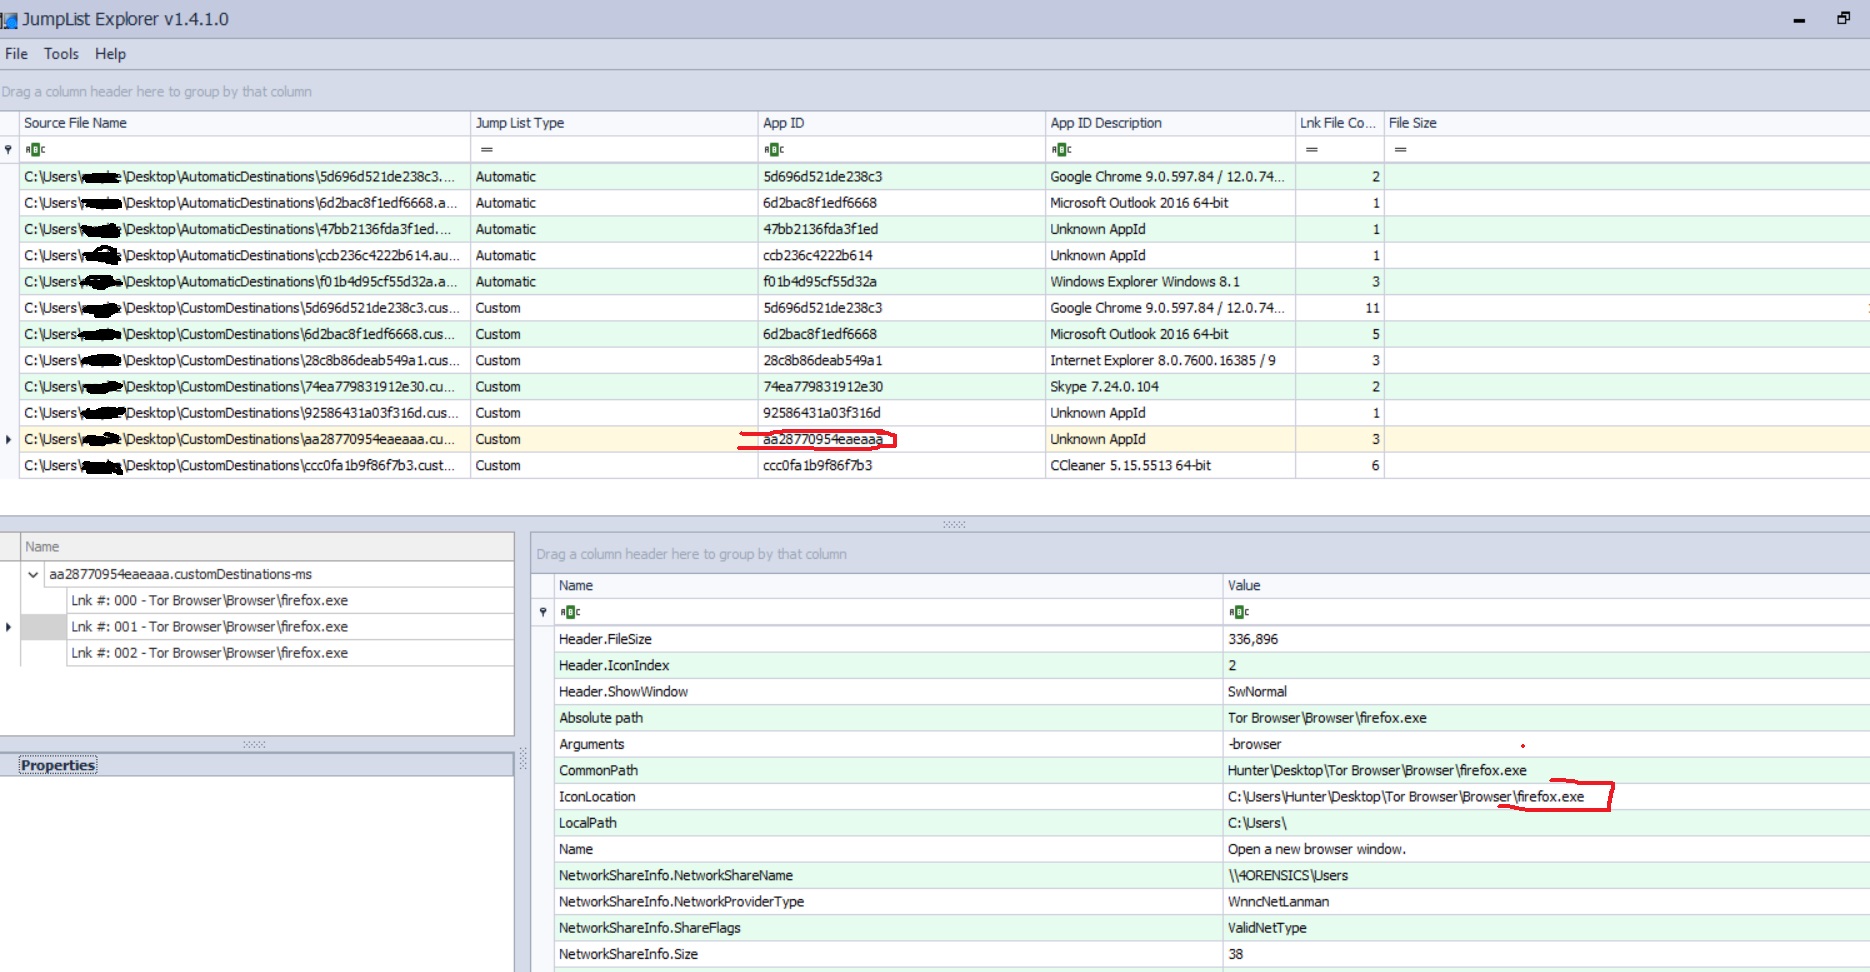 JumpList Explorer v1.4.1.0
File Tools Help
Drag a column header here to group by that column
Source File Name Jump List Type App ID App ID Description Lnk File Co... File Size
C:\Users\ \Desktop\AutomaticDestinations\5d696d521de238c3.... Automatic 5d696d521de238c3 Google Chrome 9.0.597.84 / 12.0.74... 2
C:\Users\ \Desktop\AutomaticDestinations\6d2bac8f1edf6668.a... Automatic 6d2bac8f1edf6668 Microsoft Outlook 2016 64-bit 1
C:\Users\ \Desktop\AutomaticDestinations\47bb2136fda3f1ed.... Automatic 47bb2136fda3f1ed Unknown AppId 1
C:\Users\ \Desktop\AutomaticDestinations\ccb236c4222b614.au... Automatic ccb236c4222b614 Unknown AppId 1
C:\Users\ \Desktop\AutomaticDestinations\f01b4d95cf55d32a.a... Automatic f01b4d95cf55d32a Windows Explorer Windows 8.1 3
C:\Users\ \Desktop\CustomDestinations\5d696d521de238c3.cus... Custom 5d696d521de238c3 Google Chrome 9.0.597.84 / 12.0.74... 11
C:\Users\ \Desktop\CustomDestinations\6d2bac8f1edf6668.cus... Custom 6d2bac8f1edf6668 Microsoft Outlook 2016 64-bit 5
C:\Users\ \Desktop\CustomDestinations\28c8b86deab549a1.cus... Custom 28c8b86deab549a1 Internet Explorer 8.0.7600.16385 / 9 3
C:\Users\ \Desktop\CustomDestinations\74ea779831912e30.cu... Custom 74ea779831912e30 Skype 7.24.0.104 2
C:\Users\ \Desktop\CustomDestinations\92586431a03f316d.cus... Custom 92586431a03f316d Unknown AppId 1
C:\Users\ \Desktop\CustomDestinations\aa28770954eaeaaa.cu... Custom aa28770954eaeaaa Unknown AppId 3
C:\Users\ \Desktop\CustomDestinations\ccc0fa1b9f86f7b3.cust... Custom ccc0fa1b9f86f7b3 CCleaner 5.15.5513 64-bit 6
Name
aa28770954eaeaaa.customDestinations-ms
Lnk #: 000 - Tor Browser\Browser\firefox.exe
Lnk #: 001 - Tor Browser\Browser\firefox.exe
Lnk #: 002 - Tor Browser\Browser\firefox.exe
Properties
Drag a column header here to group by that column
Name Value
Header.FileSize 336,896
Header.IconIndex 2
Header.ShowWindow SwNormal
Absolute path Tor Browser\Browser\firefox.exe
Arguments -browser
CommonPath Hunter\Desktop\Tor Browser\Browser\firefox.exe
IconLocation C:\Users\Hunter\Desktop\Tor Browser\Browser\firefox.exe
LocalPath C:\Users\
Name Open a new browser window.
NetworkShareInfo.NetworkShareName \\4ORENSICS\Users
NetworkShareInfo.NetworkProviderType WnncNetLanman
NetworkShareInfo.ShareFlags ValidNetType
NetworkShareInfo.Size 38